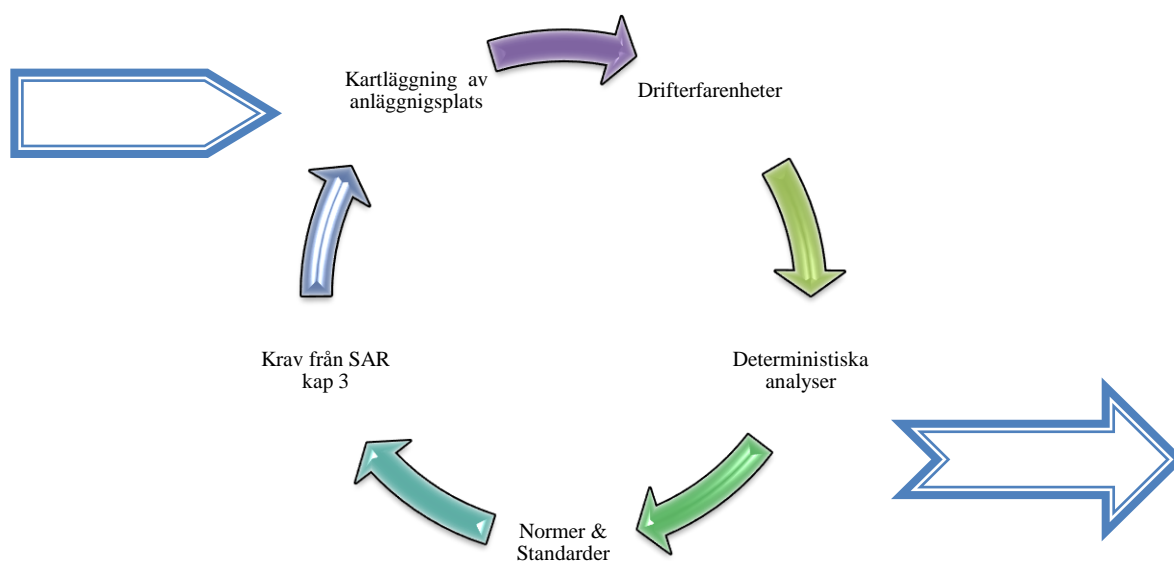 Kartläggning av
anläggnigsplats
Drifterfarenheter
Deterministiska
analyser
Normer &
Standarder
Krav från SAR
kap 3